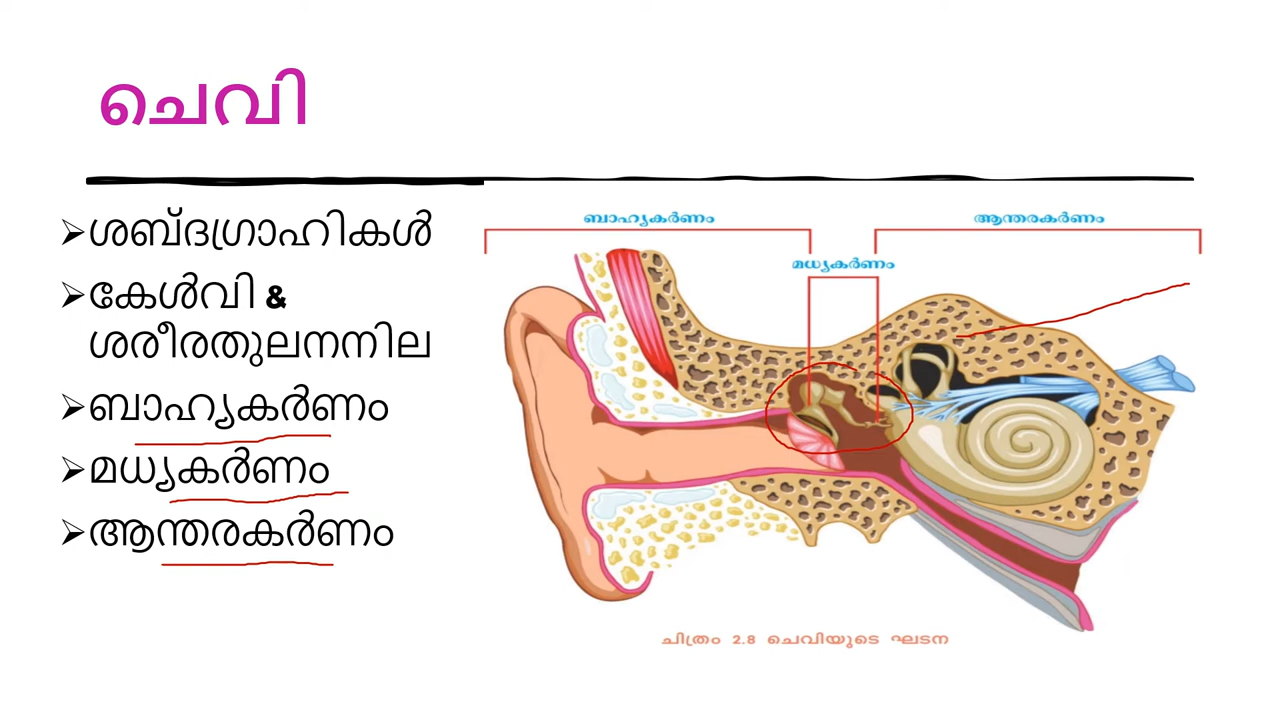 ചെവി
➢ശബ്ദഗ്രാഹികൾ
➢കേൾവി &
ശരീരതുലനനില
➢ബാഹ്യകർണം
➢മധ്യകർണം
➢ആന്തരകർണം
ബാഹ്യകർണം
ആന്തരകർണം
മധ്യകർണം
ചിത്രം 2.8 ചെവിയുടെ ഘടന